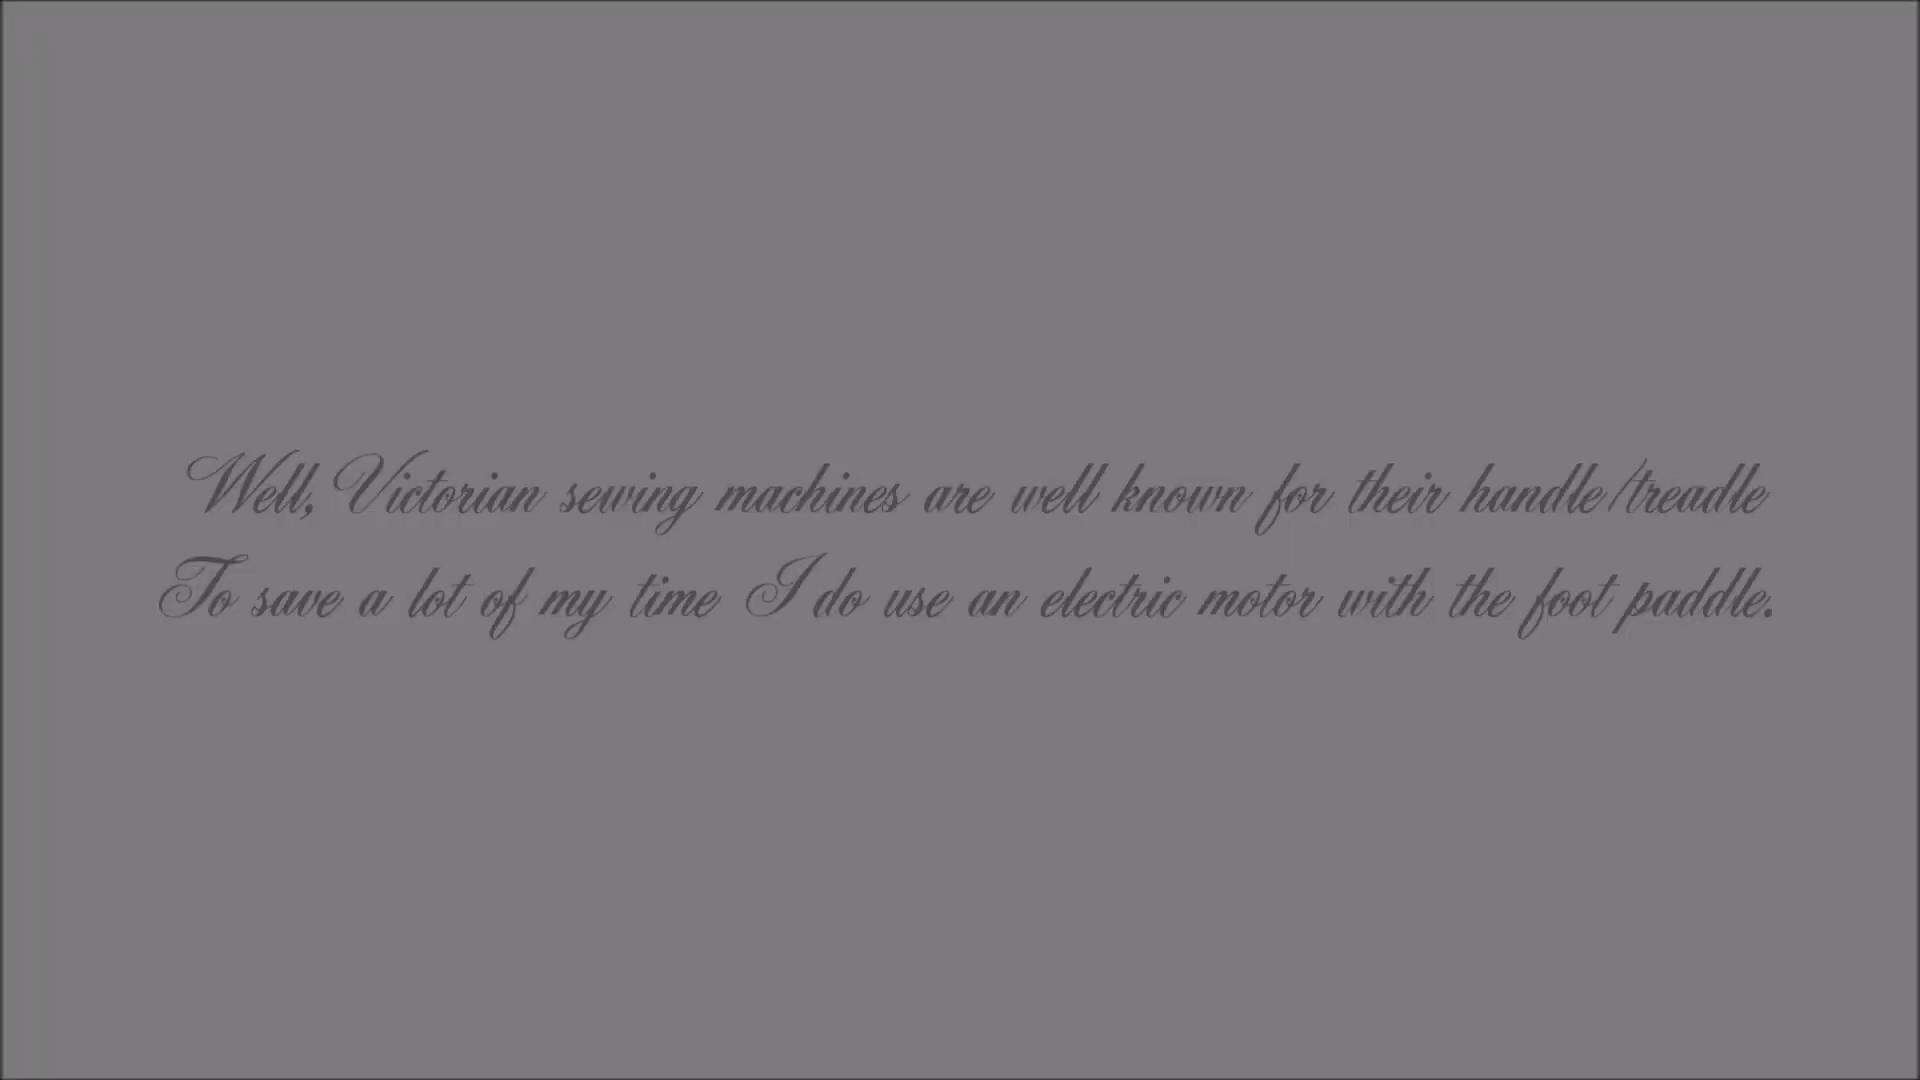 Well, Victorian sewing machines are well known for their handle/treadle
To save a lot of my time I do use an electric motor with the foot paddle.